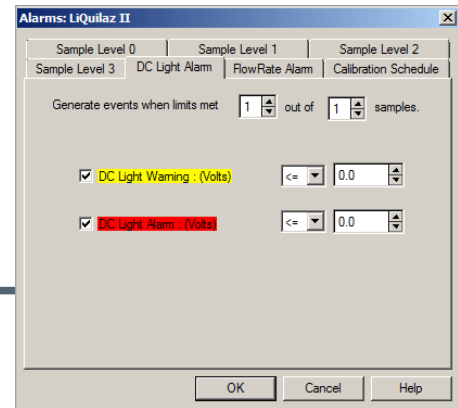 Alarms: LiQuilaz II
Sample Level 0 Sample Level 1 Sample Level 2
Sample Level 3 DC Light Alarm FlowRate Alarm Calibration Schedule
Generate events when limits met 1 out of 1 samples.
DC Light Warning : (Volts) <= 0.0
DC Light Alarm : (Volts) <= 0.0
OK Cancel Help